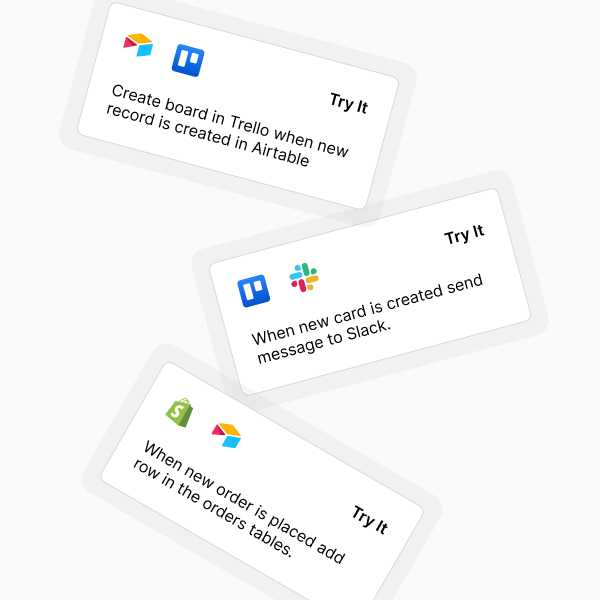 Try It
Create board in Trello when new
record is created in Airtable
Try It
When new card is created send
message to Slack.
Try It
When new order is placed add
row in the orders tables.